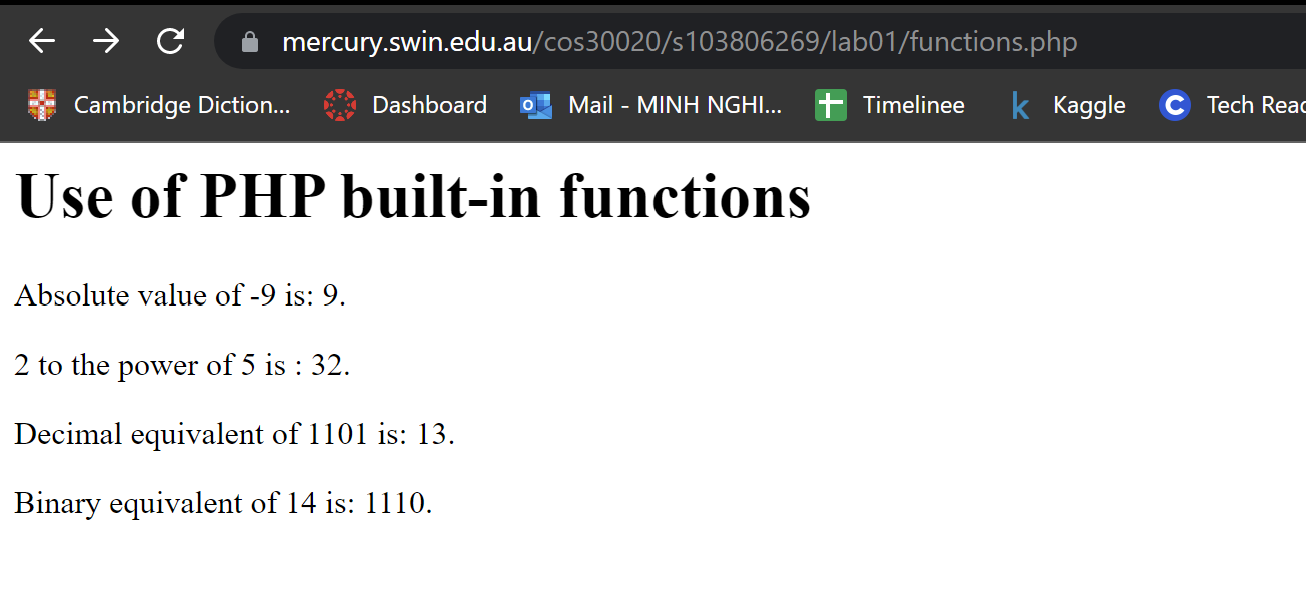 mercury.swin.edu.au/cos30020/s103806269/lab01/functions.php
Cambridge Diction... Dashboard Mail - MINH NGHI... Timelinee Kaggle Tech Read
Use of PHP built-in functions
Absolute value of -9 is: 9.
2 to the power of 5 is : 32.
Decimal equivalent of 1101 is: 13.
Binary equivalent of 14 is: 1110.